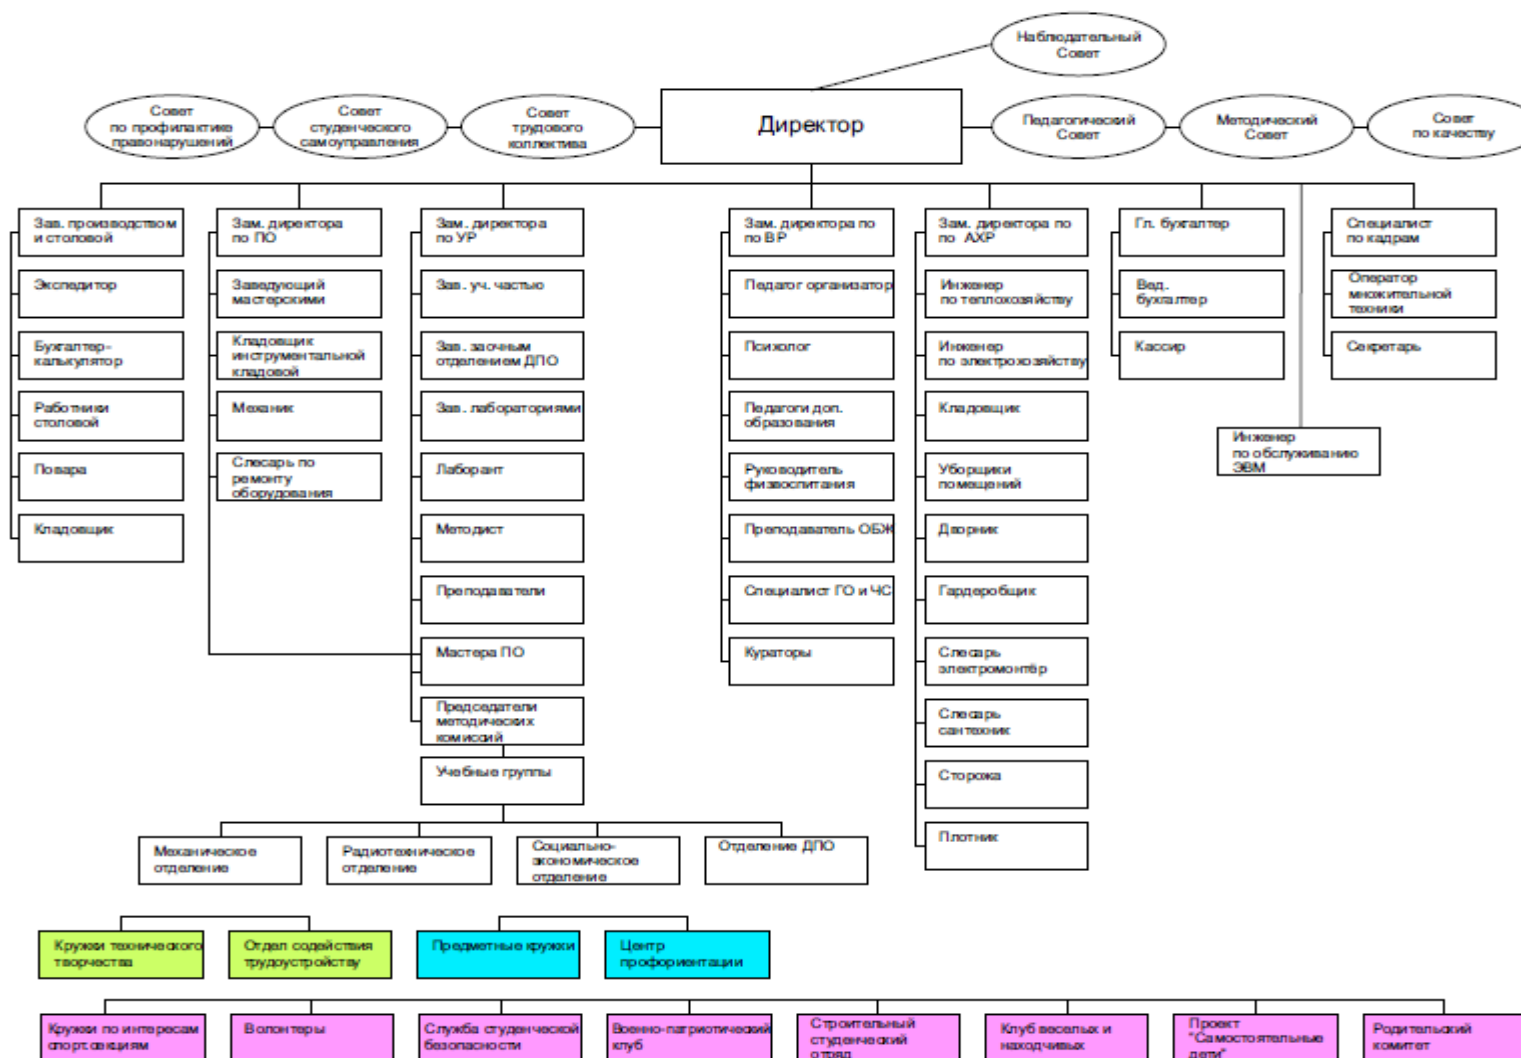 Наблюдательный
Совет
Совет
по профилактике
правонарушений
Совет
студенческого
самоуправления
Совет
трудового
коллектива
Директор
Педагогический
Совет
Методический
Совет
Совет
по качеству
Зав. производством
и столовой
Экспедитор
Бухгалтер-
калькулятор
Работники
столовой
Повара
Кладовщик
Зам. директора
по ПО
Заведующий
мастерскими
Кладовщик
инструментальной
кладовой
Механик
Слесарь по
ремонту
оборудования
Зам. директора
по УР
Зав. уч. частью
Зав. заочным
отделением ДПО
Зав. лабораториями
Лаборант
Методист
Преподаватели
Мастера ПО
Председатели
методических
комиссий
Учебные группы
Зам. директора по
по ВР
Педагог организатор
Психолог
Педагоги доп.
образования
Руководитель
физвоспитания
Преподаватель ОБЖ
Специалист ГО и ЧС
Кураторы
Зам. директора по
по АХР
Инженер
по теплохозяйству
Инженер
по электрохозяйству
Кладовщик
Уборщики
помещений
Дворник
Гардеробщик
Слесарь
электромонтёр
Слесарь
сантехник
Сторожа
Плотник
Гл. бухгалтер
Вед.
бухгалтер
Кассир
Специалист
по кадрам
Оператор
множительной
техники
Секретарь
Инженер
по обслуживанию
ЭВМ
Механическое
отделение
Радиотехническое
отделение
Социально-
экономическое
отделение
Отделение ДПО
Кружки технического
творчества
Отдел содействия
трудоустройству
Предметные кружки
Центр
профориентации
Кружки по интересам
спорт.секциям
Волонтеры
Служба студенческой
безопасности
Военно-патриотический
клуб
Строительный
студенческий
отряд
Клуб веселых и
находчивых
Проект
"Самостоятельные
дети"
Родительский
комитет